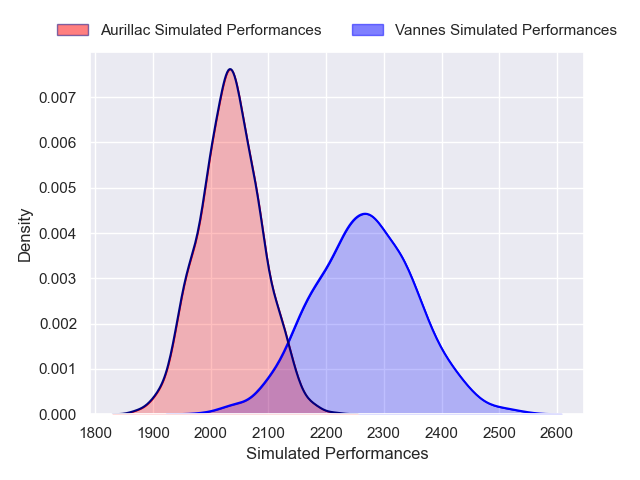 Aurillac Simulated Performances Vannes Simulated Performances
0.007
0.006
0.005
0.004
0.003
0.002
0.001
0.000
Density
1800 1900 2000 2100 2200 2300 2400 2500 2600
Simulated Performances